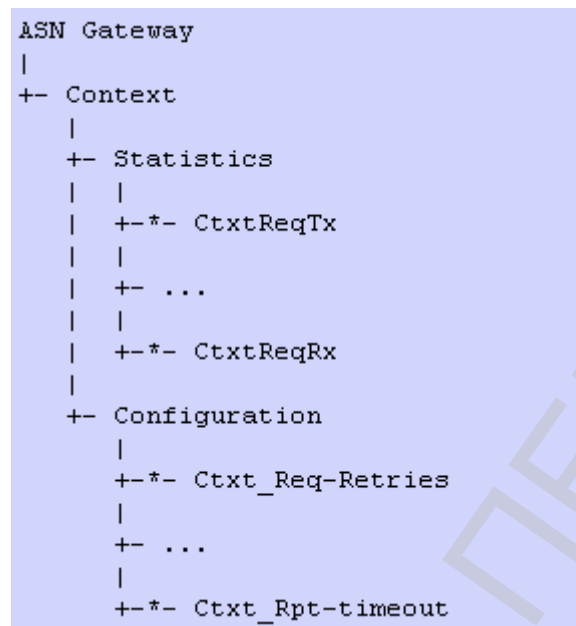 ASN Gateway
|
+- Context
   |
   +- Statistics
   |  |
   |  +-*- CtxtReqTx
   |  |
   |  +- ...
   |  |
   |  +-*- CtxtReqRx
   |
   +- Configuration
      |
      +-*- Ctxt_Req-Retries
      |
      +- ...
      |
      +-*- Ctxt_Rpt-timeout